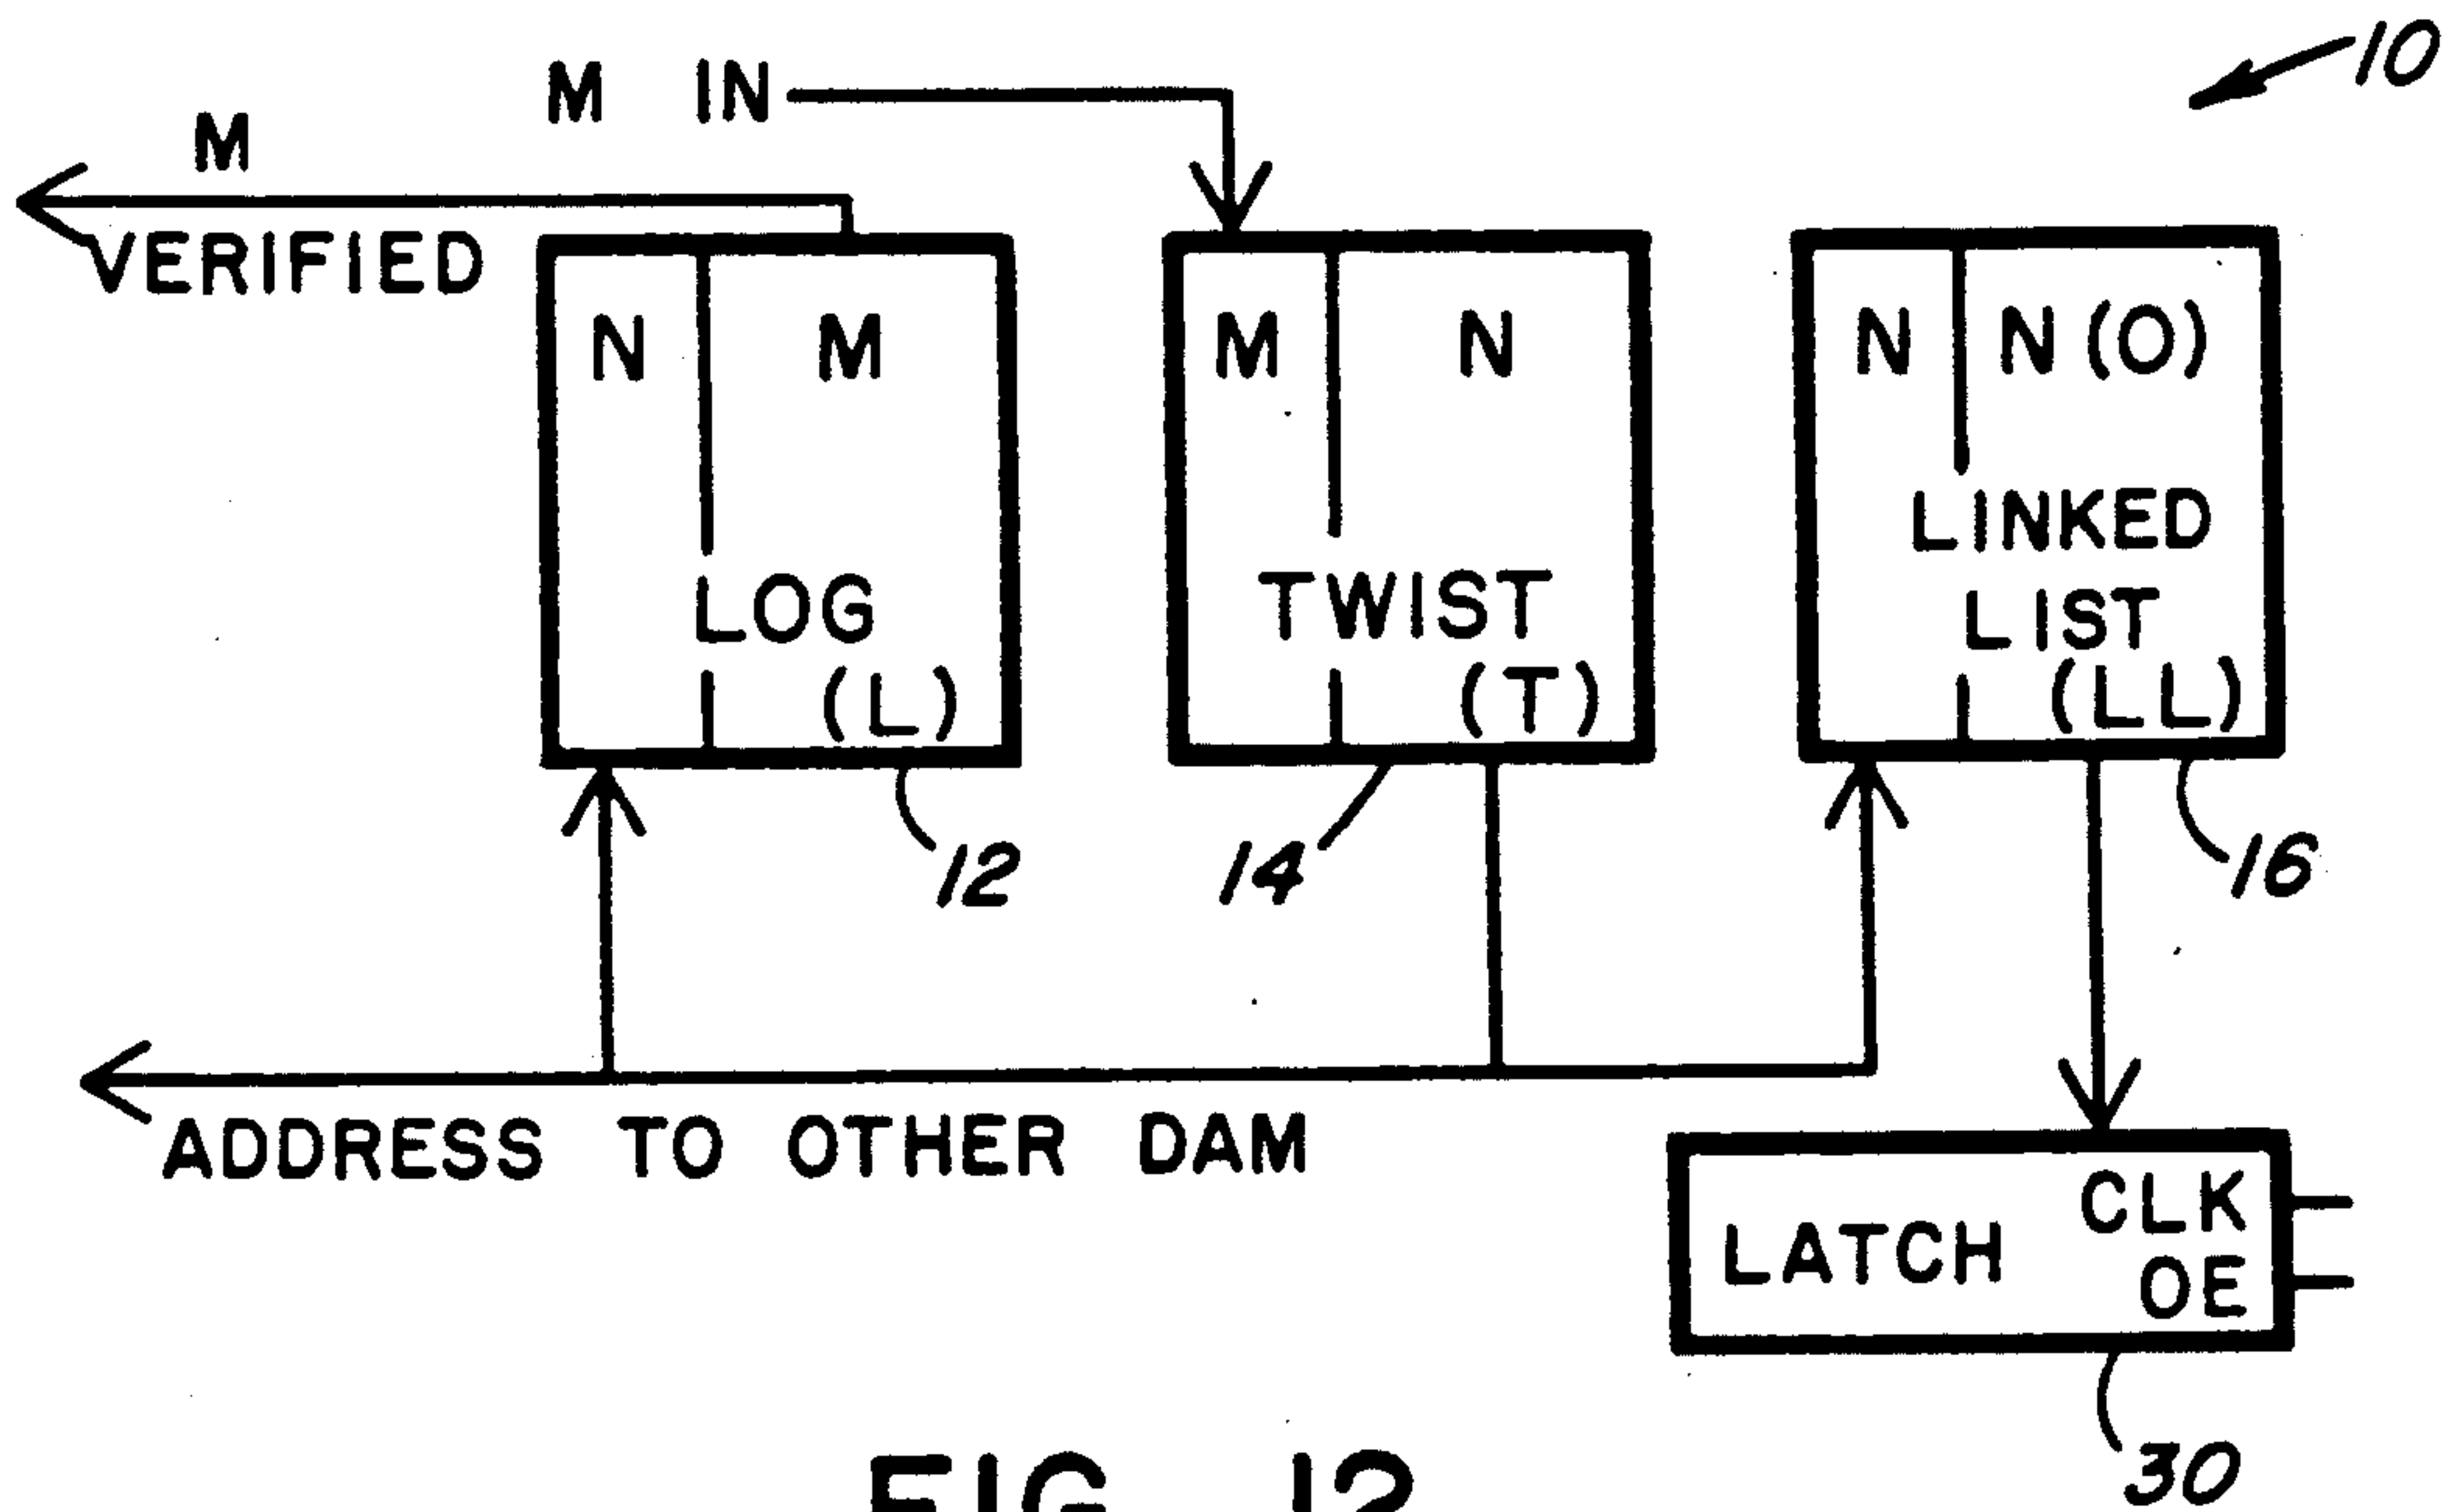 10
M IN
M
VERIFIED
N M
LOG
(L)
M N
TWIST
(T)
N N(O)
LINKED
LIST
(LL)
12
14
16
ADDRESS TO OTHER DAM
LATCH
CLK
OE
30
FIG. 12